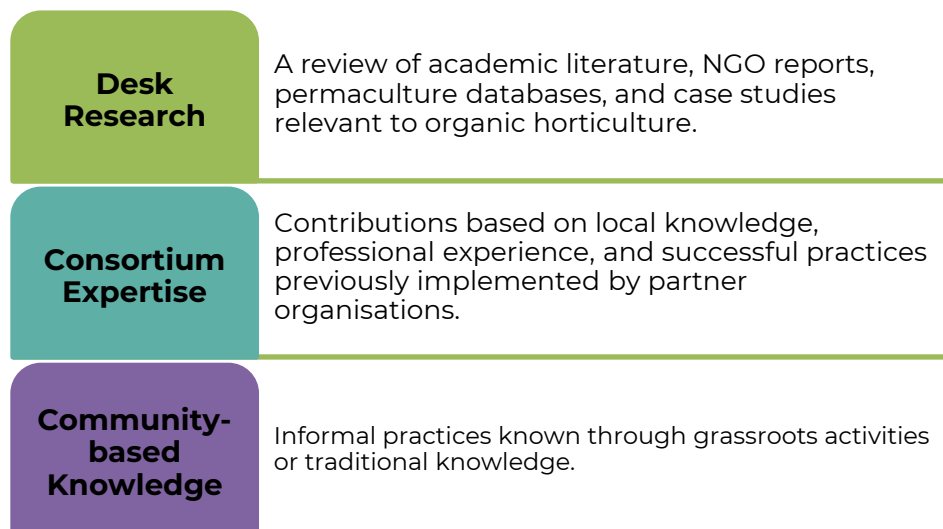 Desk
Research
A review of academic literature, NGO reports,
permaculture databases, and case studies
relevant to organic horticulture.
Consortium
Expertise
Contributions based on local knowledge,
professional experience, and successful practices
previously implemented by partner
organisations.
Community-
based
Knowledge
Informal practices known through grassroots activities
or traditional knowledge.